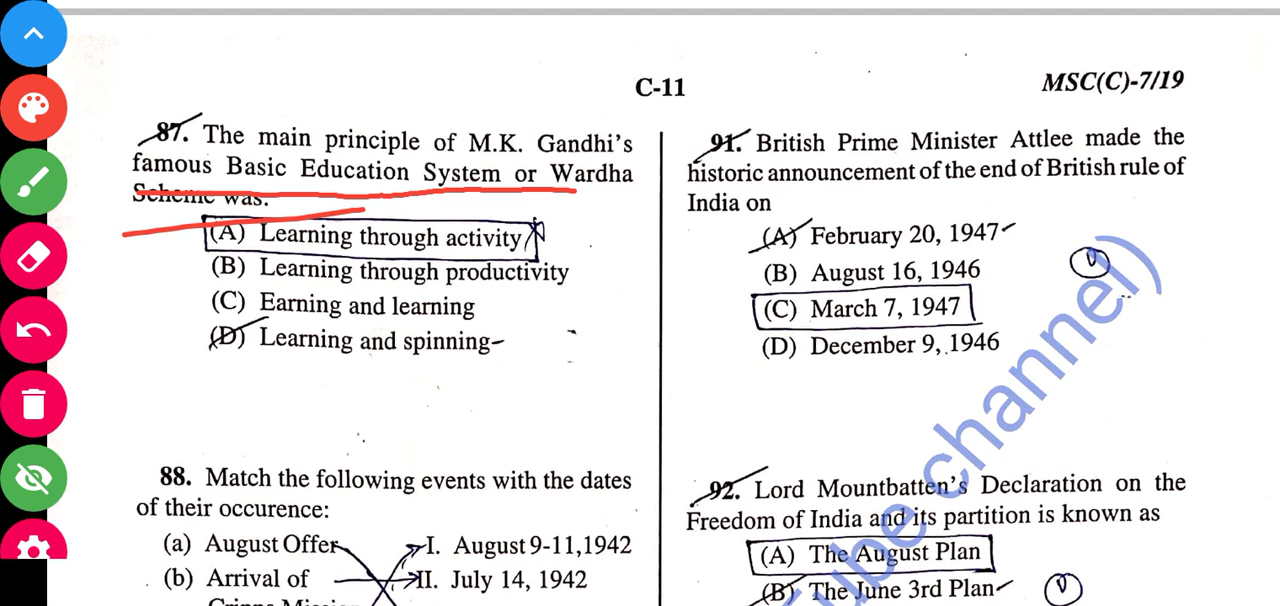 C-11
MSC(C)-7/19
87. The main principle of M.K. Gandhi's
famous Basic Education System or Wardha
Scheme was:
(A) Learning through activity
(B) Learning through productivity
(C) Earning and learning
(D) Learning and spinning
88. Match the following events with the dates
of their occurence:
(a) August Offer
I. August 9-11, 1942
(b) Arrival of
II. July 14, 1942
Cripps Mission
91. British Prime Minister Attlee made the
historic announcement of the end of British rule of
India on
(A) February 20, 1947
(B) August 16, 1946
(C) March 7, 1947
(D) December 9, 1946
92. Lord Mountbatten's Declaration on the
Freedom of India and its partition is known as
(A) The August Plan
(B) The June 3rd Plan
ube channel)